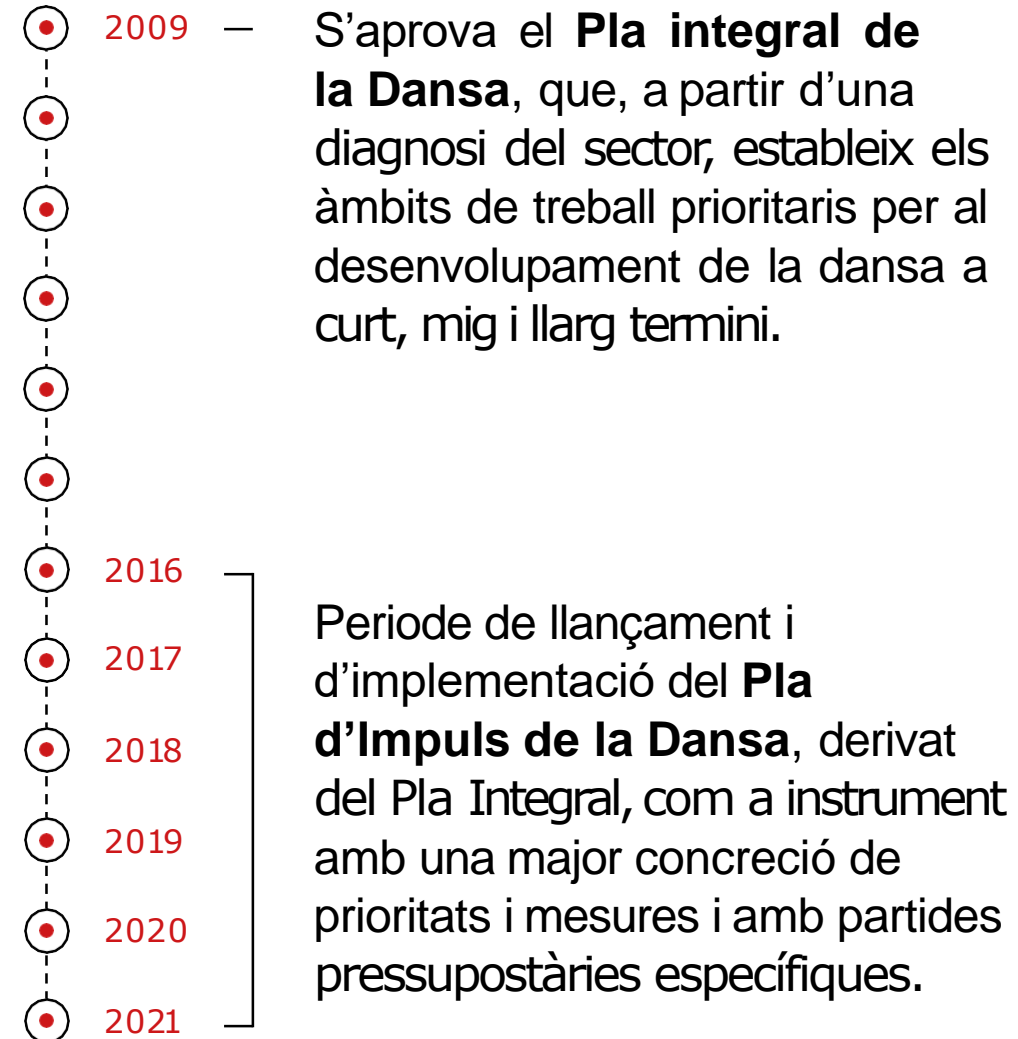 2009 — S’aprova el Pla integral de
la Dansa, que, a partir d’una
diagnosi del sector, estableix els
àmbits de treball prioritaris per al
desenvolupament de la dansa a
curt, mig i llarg termini.
2016
2017
2018
2019
2020
2021
Periode de llançament i
d’implementació del Pla
d’Impuls de la Dansa, derivat
del Pla Integral, com a instrument
amb una major concreció de
prioritats i mesures i amb partides
pressupostàries específiques.